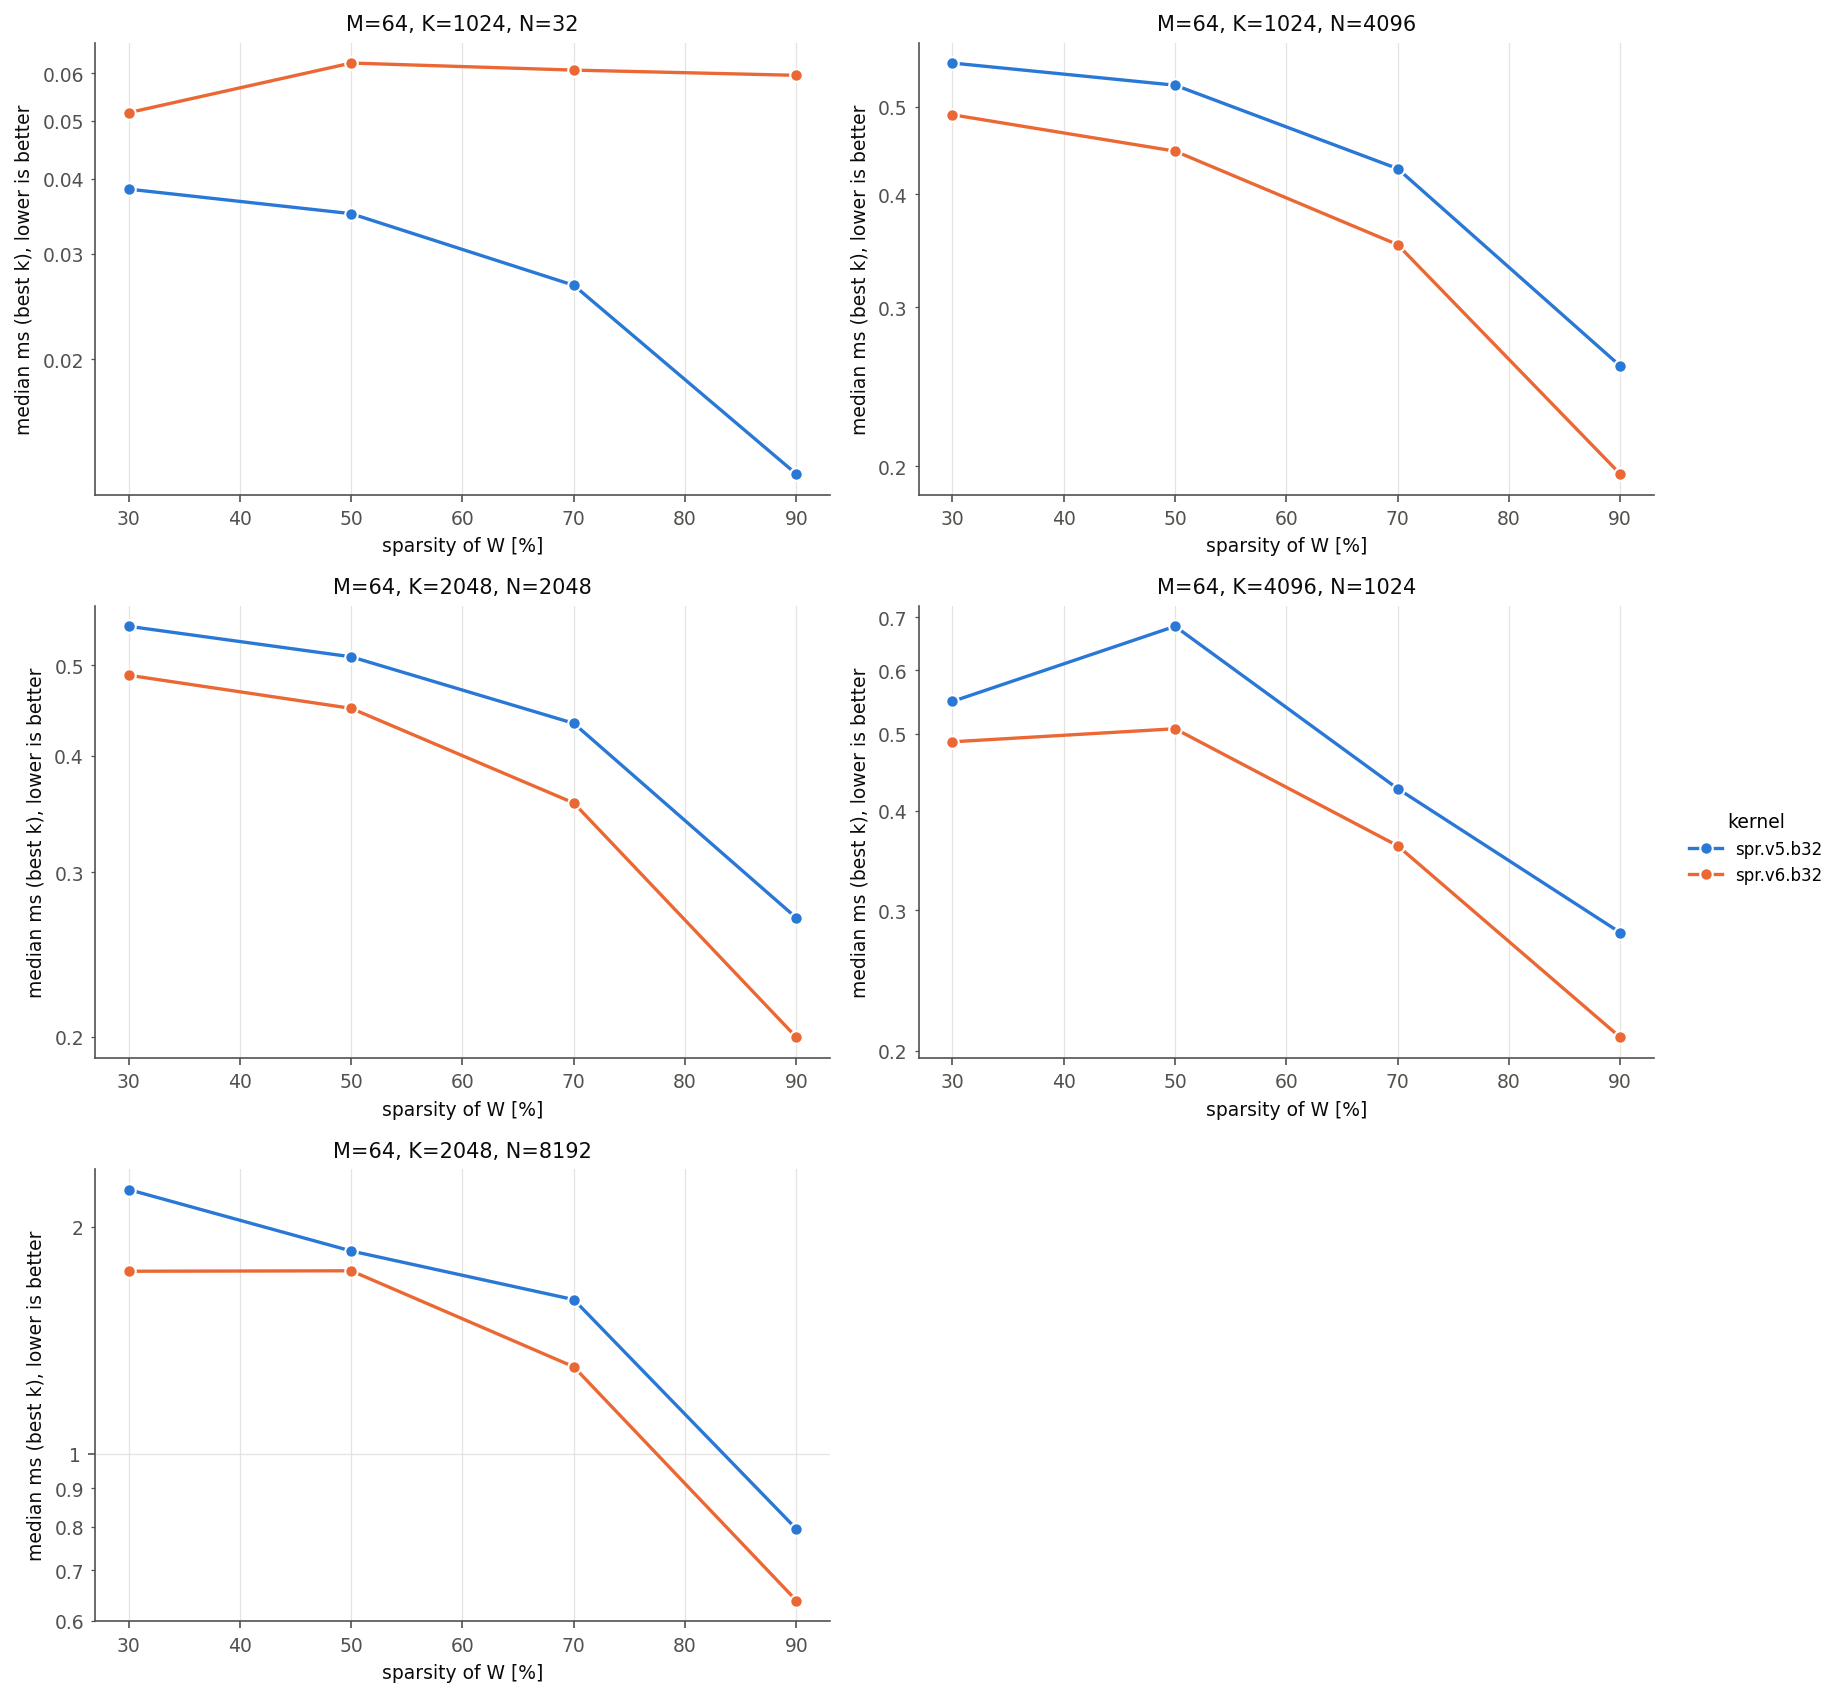 M=64, K=1024, N=32
median ms (best k), lower is better
0.06
0.05
0.04
0.03
0.02
30 40 50 60 70 80 90
sparsity of W [%]
M=64, K=1024, N=4096
median ms (best k), lower is better
0.5
0.4
0.3
0.2
30 40 50 60 70 80 90
sparsity of W [%]
M=64, K=2048, N=2048
median ms (best k), lower is better
0.5
0.4
0.3
0.2
30 40 50 60 70 80 90
sparsity of W [%]
M=64, K=4096, N=1024
median ms (best k), lower is better
0.7
0.6
0.5
0.4
0.3
0.2
30 40 50 60 70 80 90
sparsity of W [%]
kernel
spr.v5.b32
spr.v6.b32
M=64, K=2048, N=8192
median ms (best k), lower is better
2
1
0.9
0.8
0.7
0.6
30 40 50 60 70 80 90
sparsity of W [%]